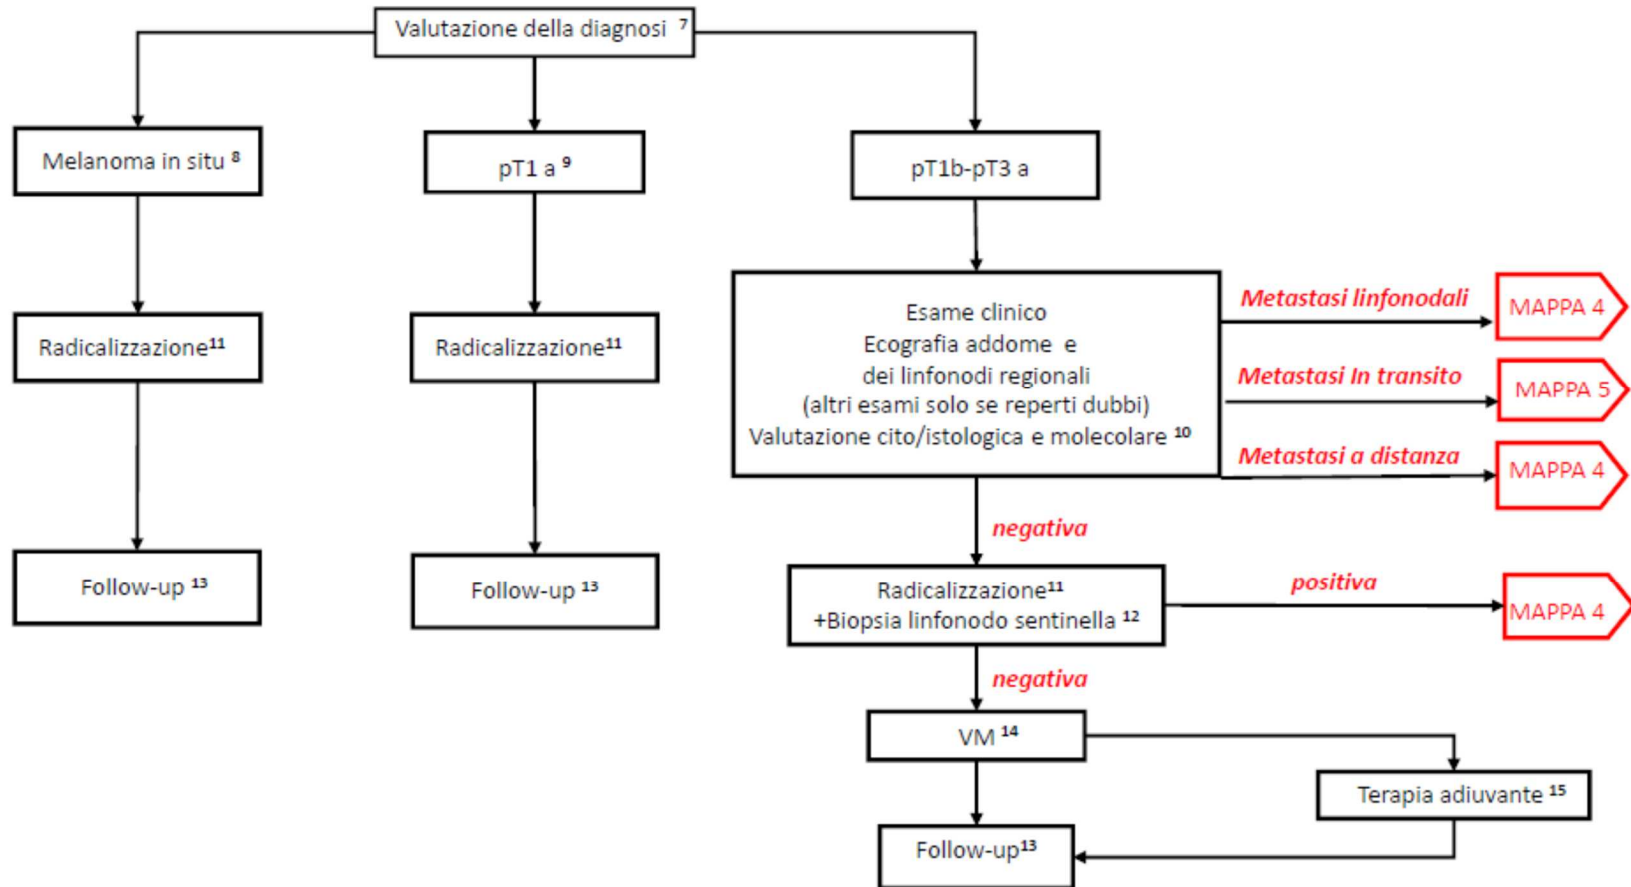 Valutazione della diagnosi ⁷
Melanoma in situ ⁸
pT1 a ⁹
pT1b-pT3 a
Radicalizzazione¹¹
Radicalizzazione¹¹
Esame clinico
Ecografia addome e
dei linfonodi regionali
(altri esami solo se reperti dubbi)
Valutazione cito/istologica e molecolare ¹⁰
Metastasi linfonodali
MAPPA 4
Metastasi In transito
MAPPA 5
Metastasi a distanza
MAPPA 4
negativa
Follow-up ¹³
Follow-up ¹³
Radicalizzazione¹¹
+Biopsia linfonodo sentinella ¹²
positiva
MAPPA 4
negativa
VM ¹⁴
Terapia adiuvante ¹⁵
Follow-up¹³